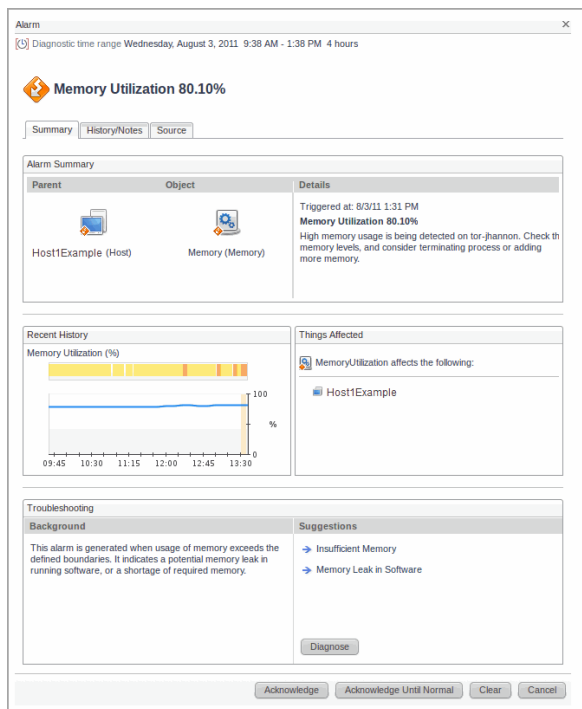 Alarm
Diagnostic time range Wednesday, August 3, 2011 9:38 AM - 1:38 PM 4 hours
Memory Utilization 80.10%
Summary History/Notes Source
Alarm Summary
Parent Object Details
Triggered at: 8/3/11 1:31 PM
Memory Utilization 80.10%
High memory usage is being detected on tor-jhannon. Check th
memory levels, and consider terminating process or adding
more memory.
Host1Example (Host) Memory (Memory)
Recent History
Memory Utilization (%)
100
%
0
09:45 10:30 11:15 12:00 12:45 13:30
Things Affected
MemoryUtilization affects the following:
Host1Example
Troubleshooting
Background
This alarm is generated when usage of memory exceeds the
defined boundaries. It indicates a potential memory leak in
running software, or a shortage of required memory.
Suggestions
Insufficient Memory
Memory Leak in Software
Diagnose
Acknowledge Acknowledge Until Normal Clear Cancel